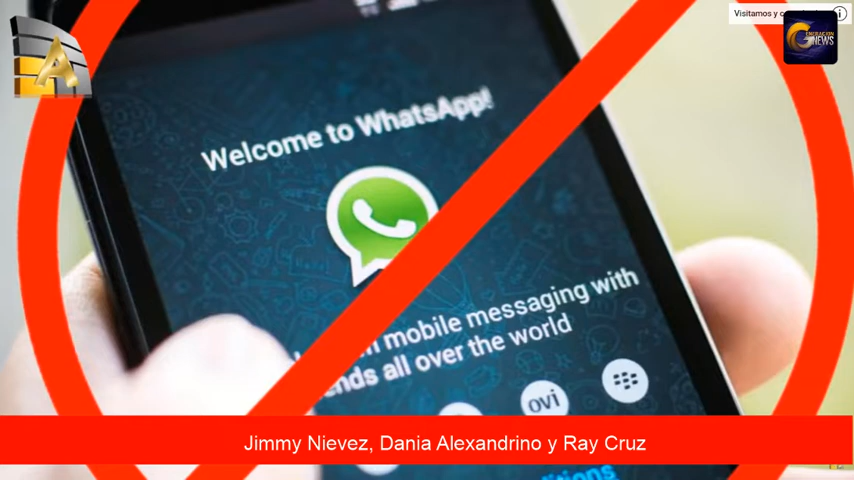 Visitamos y
GENERACION
NEWS
A
Welcome to WhatsApp!
mobile messaging with
all over the world
ovi
Jimmy Nievez, Dania Alexandrino y Ray Cruz